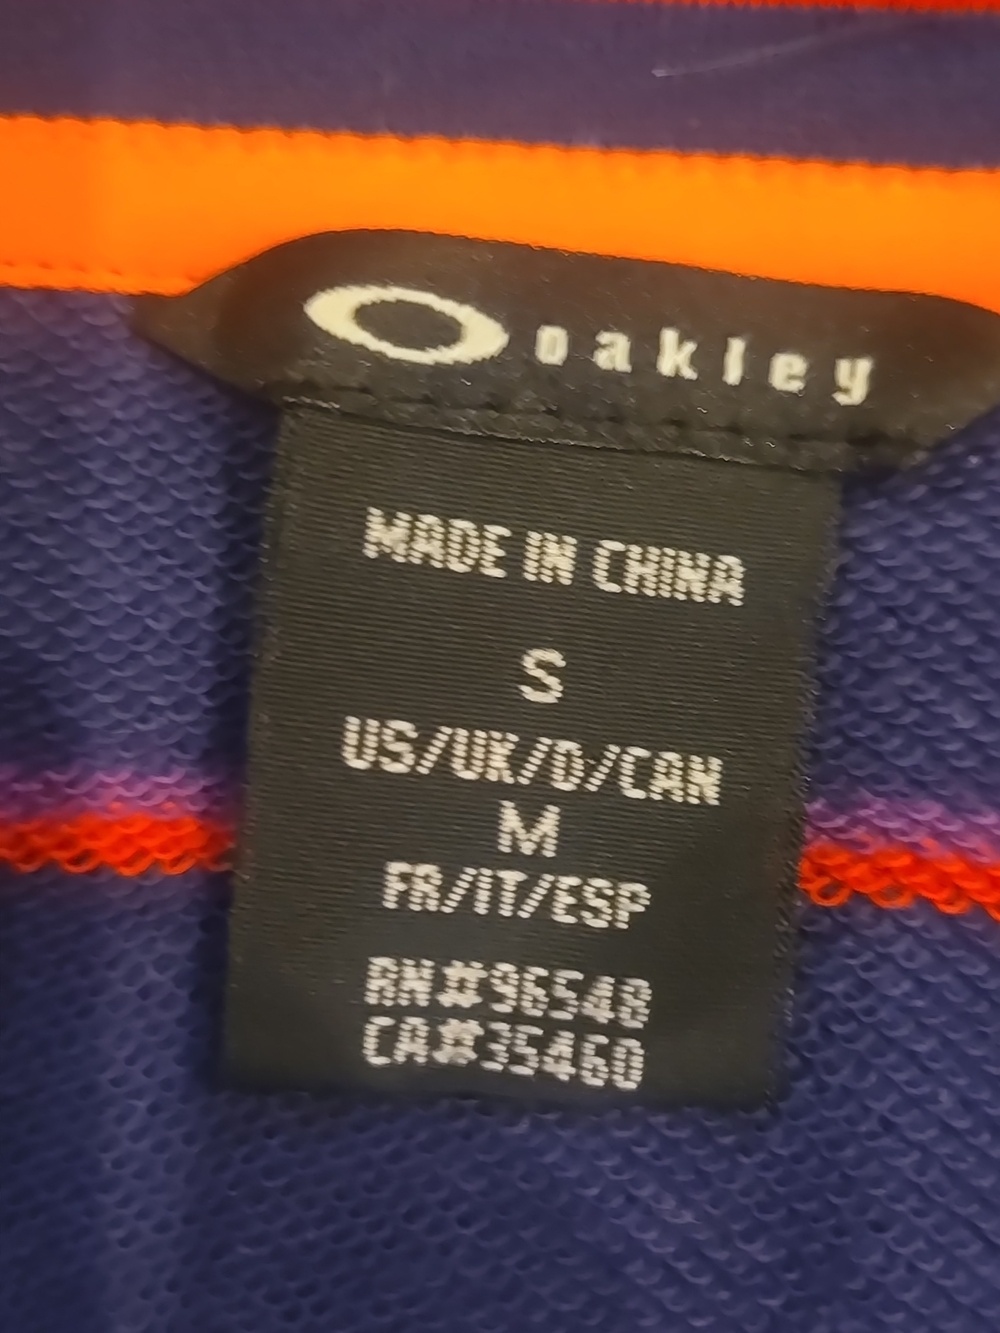 oakley
MADE IN CHINA
S
US/UK/D/CAN
M
FR/IT/ESP
RN#96548
CA#35460